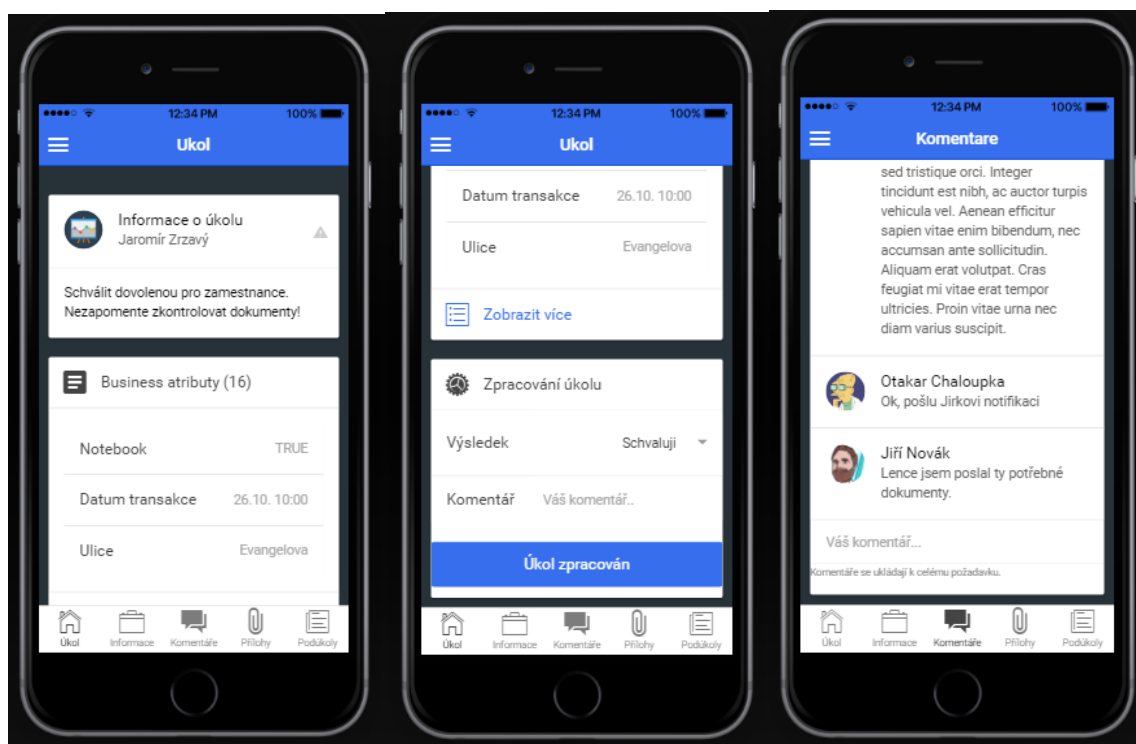 12:34 PM 100%
Ukol
Informace o úkolu
Jaromír Zrzavý
Schválit dovolenou pro zamestnance.
Nezapomente zkontrolovat dokumenty!
Business atributy (16)
Notebook TRUE
Datum transakce 26.10. 10:00
Ulice Evangelova
Úkol Informace Komentáře Přílohy Podúkoly
12:34 PM 100%
Ukol
Datum transakce 26.10. 10:00
Ulice Evangelova
Zobrazit více
Zpracování úkolu
Výsledek Schvaluji
Komentář Váš komentář..
Úkol zpracován
Úkol Informace Komentáře Přílohy Podúkoly
12:34 PM 100%
Komentare
sed tristique orci. Integer
tincidunt est nibh, ac auctor turpis
vehicula vel. Aenean efficitur
sapien vitae enim bibendum, nec
accumsan ante sollicitudin.
Aliquam erat volutpat. Cras
feugiat mi vitae erat tempor
ultricies. Proin vitae urna nec
diam varius suscipit.
Otakar Chaloupka
Ok, pošlu Jirkovi notifikaci
Jiří Novák
Lence jsem poslal ty potřebné
dokumenty.
Váš komentář...
Komentáře se ukládají k celému požadavku.
Úkol Informace Komentáře Přílohy Podúkoly